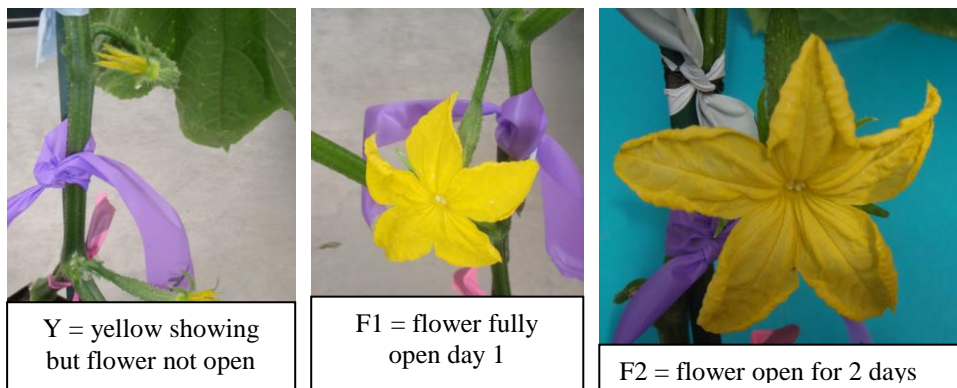 Y = yellow showing
but flower not open
F1 = flower fully
open day 1
F2 = flower open for 2 days